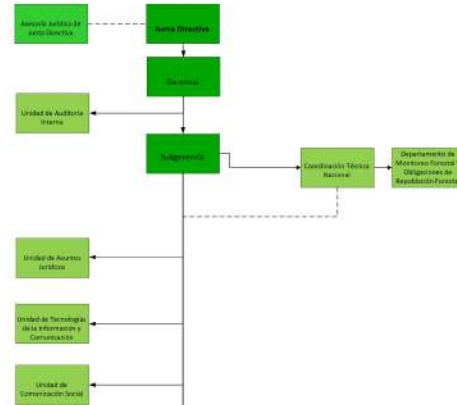 Asesoría Jurídica de
Junta Directiva
Junta Directiva
Gerencia
Unidad de Auditoría
Interna
Subgerencia
Coordinación Técnica
Nacional
Departamento de
Monitoreo Forestal
Obligaciones de
Repoblación Forestal
Unidad de Asuntos
Jurídicos
Unidad de Tecnologías
de la Información y
Comunicación
Unidad de
Comunicación Social